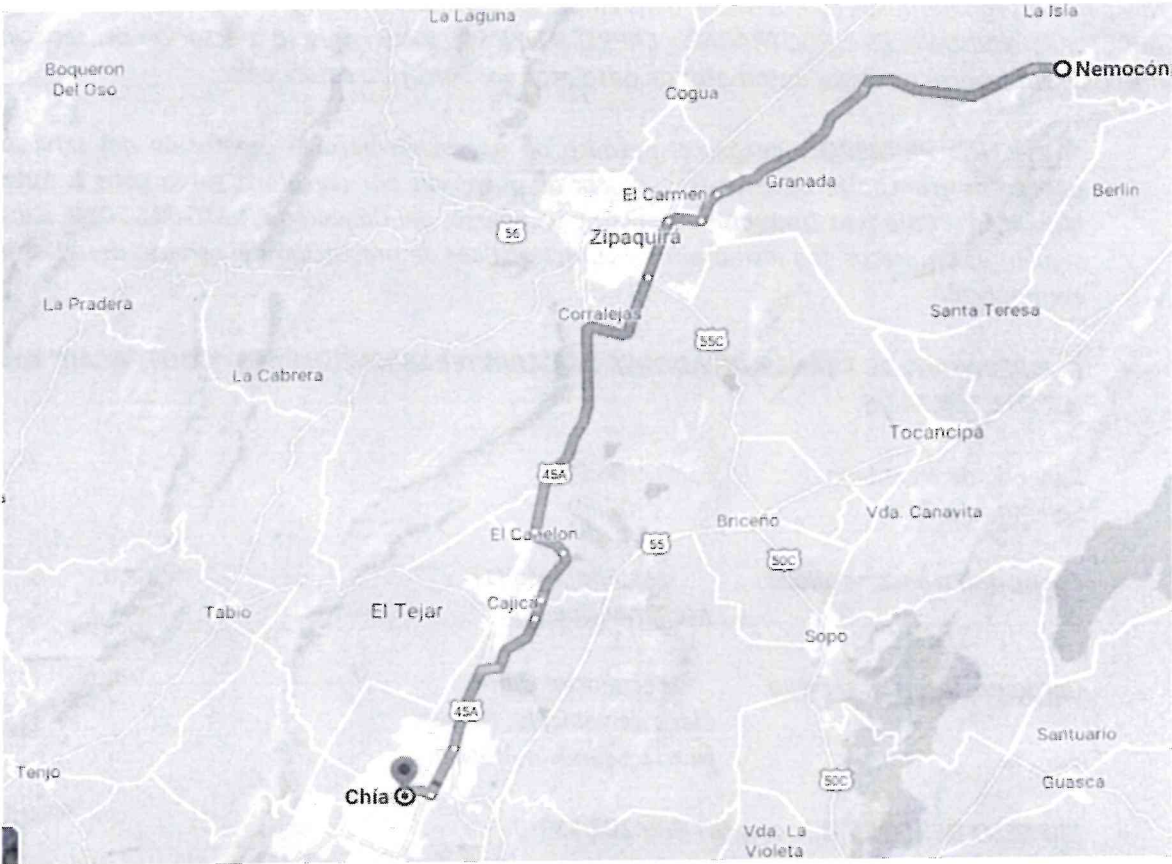 La Laguna
La Isla
Boqueron
Del Oso
Nemocón
Cogua
El Carmen
Granada
Berlin
56
Zipaquirá
La Pradera
Corralejas
Santa Teresa
55C
La Cabrera
Tocancipá
45A
Vda. Canavita
Briceño
El Canelon
55
50C
Cajica
Tabio
El Tejar
Sopo
45A
Santuario
Tenjo
Guasca
50C
Chía
Vda. La
Violeta